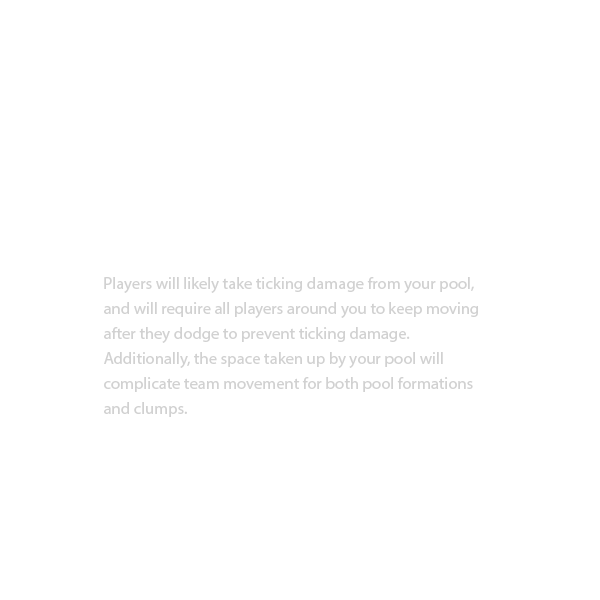 Players will likely take ticking damage from your pool,
and will require all players around you to keep moving
after they dodge to prevent ticking damage.
Additionally, the space taken up by your pool will
complicate team movement for both pool formations
and clumps.